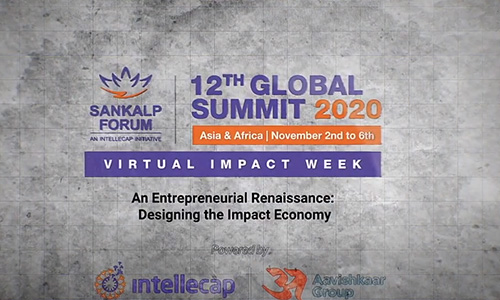 SANKALP
FORUM
AN INTELLECAP INITIATIVE
12TH GLOBAL
SUMMIT 2020
Asia & Africa | November 2nd to 6th
VIRTUAL IMPACT WEEK
An Entrepreneurial Renaissance:
Designing the Impact Economy
Powered by:
intellecap
Aavishkaar
Group